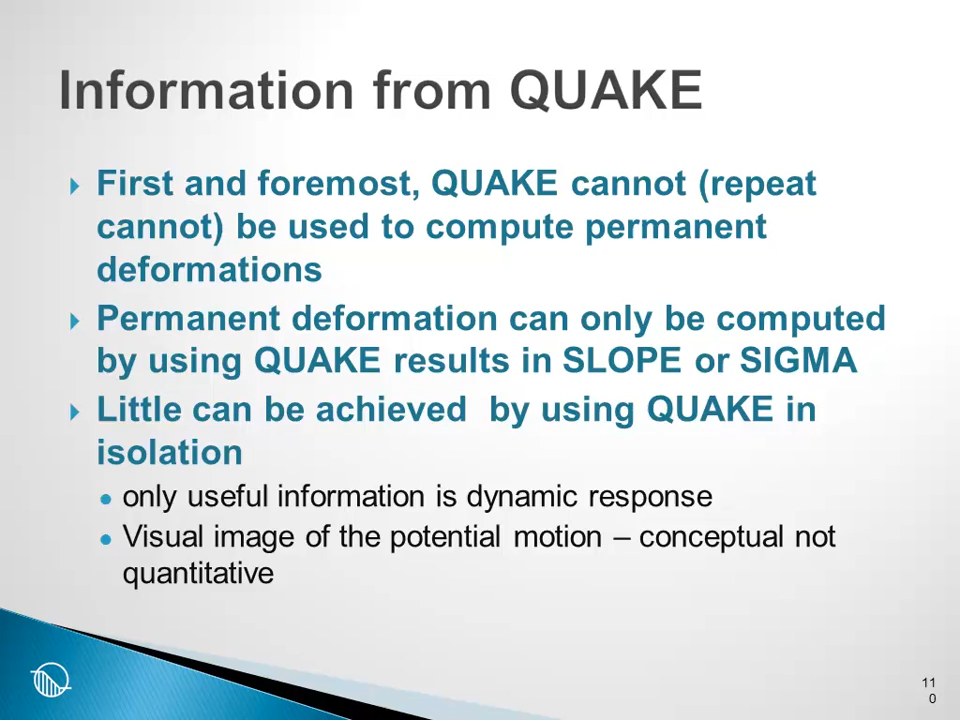 Information from QUAKE
First and foremost, QUAKE cannot (repeat
cannot) be used to compute permanent
deformations
Permanent deformation can only be computed
by using QUAKE results in SLOPE or SIGMA
Little can be achieved  by using QUAKE in
isolation
only useful information is dynamic response
Visual image of the potential motion – conceptual not
quantitative
11
0